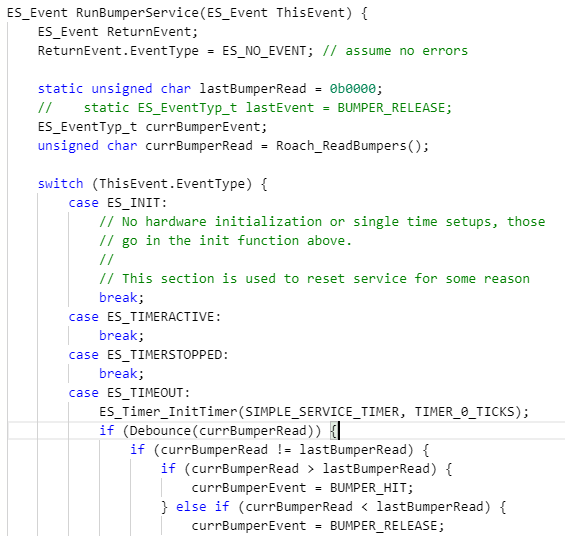 ES_Event RunBumperService(ES_Event ThisEvent) {
    ES_Event ReturnEvent;
    ReturnEvent.EventType = ES_NO_EVENT; // assume no errors

    static unsigned char lastBumperRead = 0b0000;
    //    static ES_EventTyp_t lastEvent = BUMPER_RELEASE;
    ES_EventTyp_t currBumperEvent;
    unsigned char currBumperRead = Roach_ReadBumpers();

    switch (ThisEvent.EventType) {
        case ES_INIT:
            // No hardware initialization or single time setups, those
            // go in the init function above.
            //
            // This section is used to reset service for some reason
            break;
        case ES_TIMERACTIVE:
            break;
        case ES_TIMERSTOPPED:
            break;
        case ES_TIMEOUT:
            ES_Timer_InitTimer(SIMPLE_SERVICE_TIMER, TIMER_0_TICKS);
            if (Debounce(currBumperRead)) {
                if (currBumperRead != lastBumperRead) {
                    if (currBumperRead > lastBumperRead) {
                        currBumperEvent = BUMPER_HIT;
                    } else if (currBumperRead < lastBumperRead) {
                        currBumperEvent = BUMPER_RELEASE;